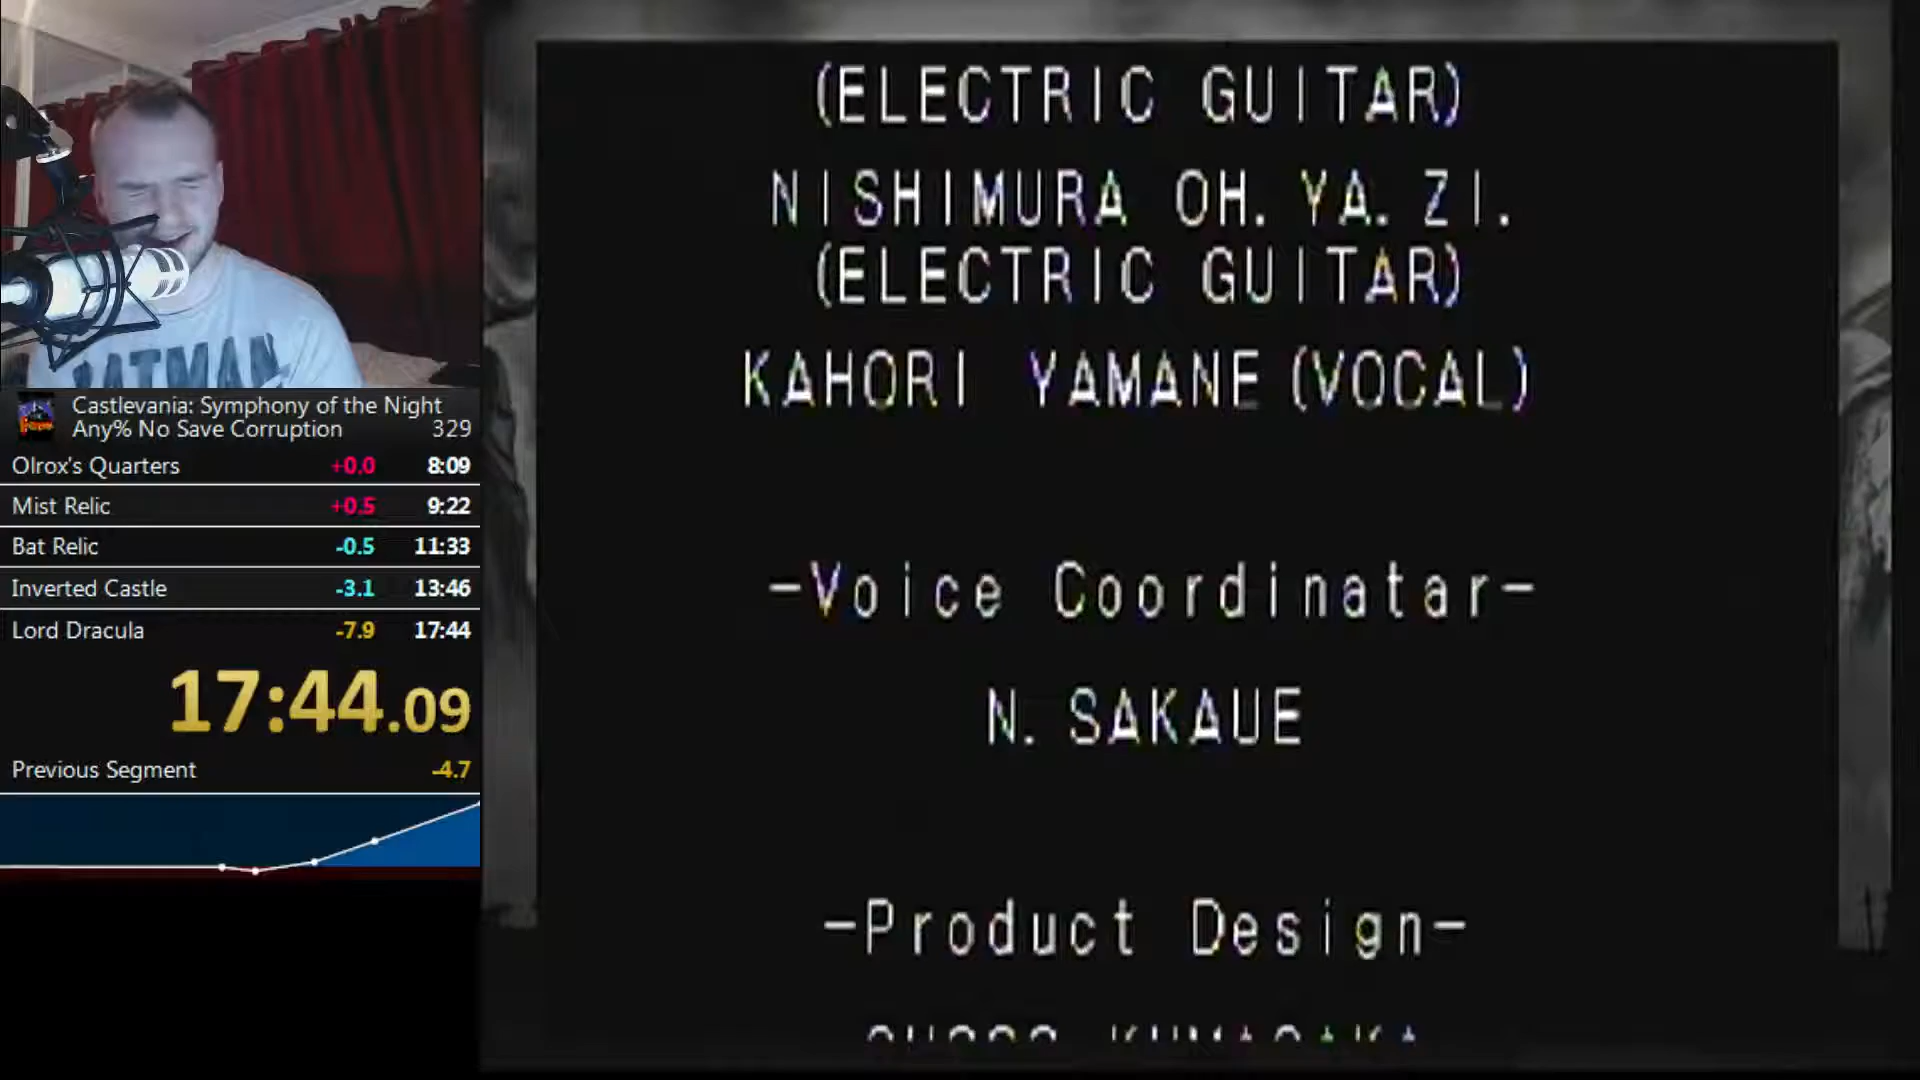 BATMAN
Castlevania: Symphony of the Night
Any% No Save Corruption 329
Olrox's Quarters +0.0 8:09
Mist Relic +0.5 9:22
Bat Relic -0.5 11:33
Inverted Castle -3.1 13:46
Lord Dracula -7.9 17:44
17:44.09
Previous Segment -4.7
(ELECTRIC GUITAR)
NISHIMURA OH. YA. ZI.
(ELECTRIC GUITAR)
KAHORI YAMANE (VOCAL)
-Voice Coordinatar-
N. SAKAUE
-Product Design-